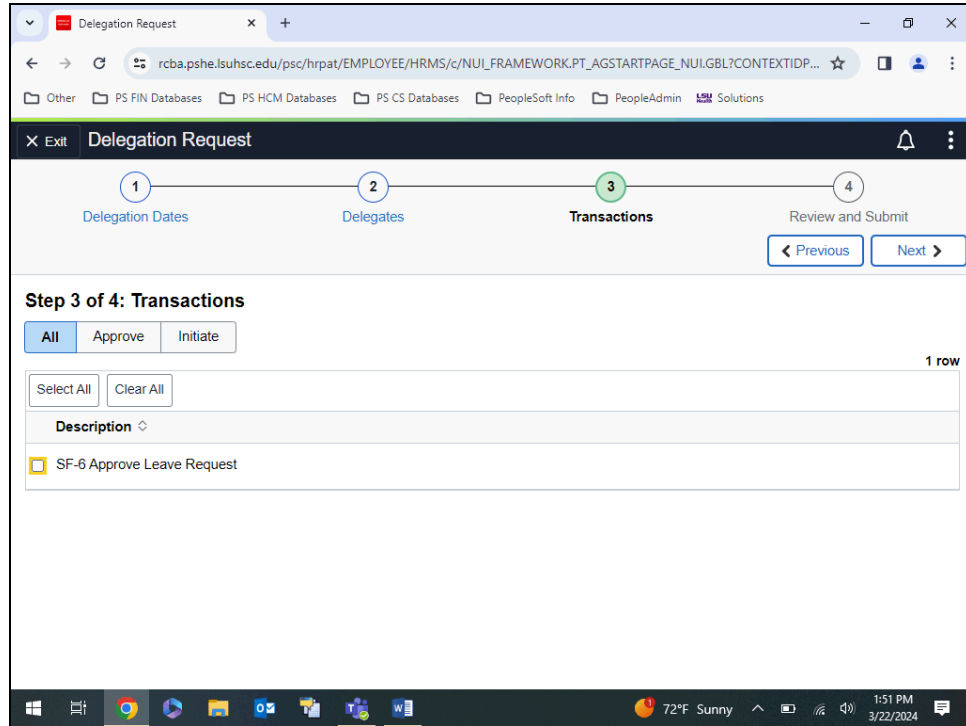 Delegation Request
rcba.pshe.lsuhsc.edu/psc/hrpat/EMPLOYEE/HRMS/c/NUI_FRAMEWORK.PT_AGSTARTPAGE_NUI.GBL?CONTEXTIDP...
Other PS FIN Databases PS HCM Databases PS CS Databases PeopleSoft Info PeopleAdmin LSU Health Solutions
Exit Delegation Request
1 2 3 4
Delegation Dates Delegates Transactions Review and Submit
Previous Next
Step 3 of 4: Transactions
All Approve Initiate
1 row
Select All Clear All
Description
SF-6 Approve Leave Request
1 72°F Sunny 1:51 PM
3/22/2024